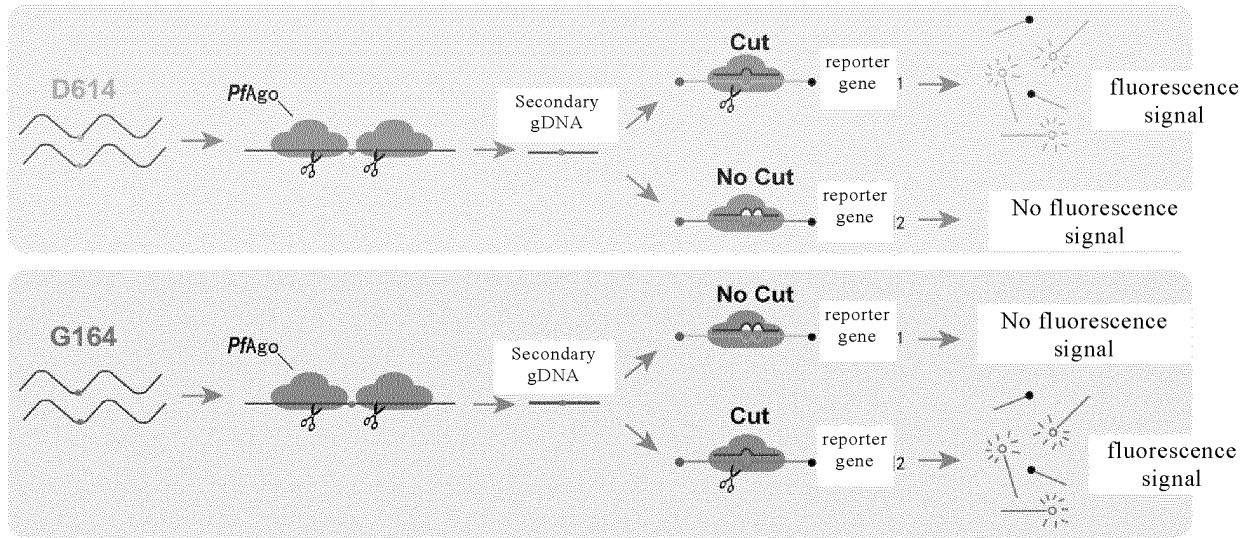 D614
PfAgo
Secondary
gDNA
Cut
reporter
gene 1
fluorescence
signal
No Cut
reporter
gene 2
No fluorescence
signal
G164
PfAgo
Secondary
gDNA
No Cut
reporter
gene 1
No fluorescence
signal
Cut
reporter
gene 2
fluorescence
signal